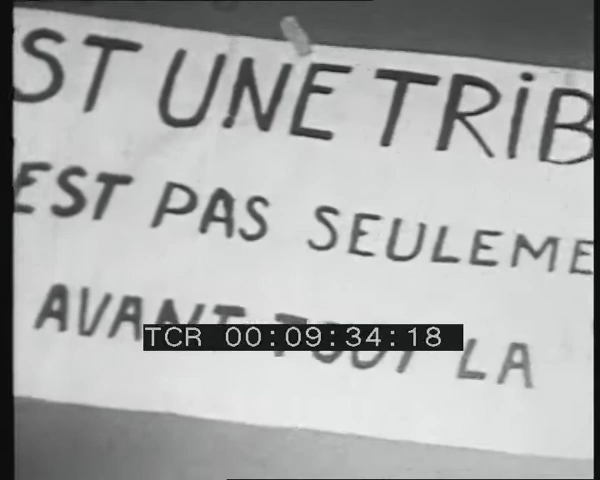 ST UNE TRIB
EST PAS SEULEME
AVANT TOUT LA
TCR 00:09:34:18